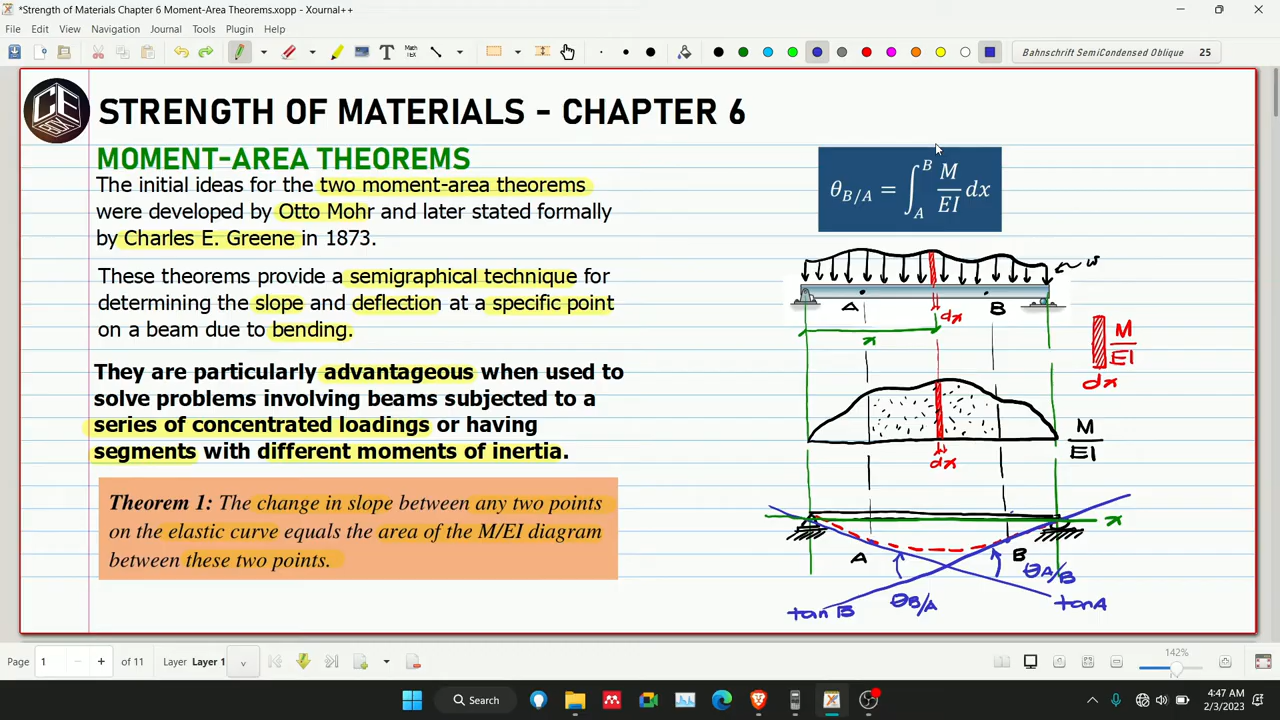 *Strength of Materials Chapter 6 Moment-Area Theorems.xopp - Xournal++
File Edit View Navigation Journal Tools Plugin Help
Bahnschrift SemiCondensed Oblique 25
STRENGTH OF MATERIALS - CHAPTER 6
MOMENT-AREA THEOREMS
The initial ideas for the two moment-area theorems
were developed by Otto Mohr and later stated formally
by Charles E. Greene in 1873.
These theorems provide a semigraphical technique for
determining the slope and deflection at a specific point
on a beam due to bending.
They are particularly advantageous when used to
solve problems involving beams subjected to a
series of concentrated loadings or having
segments with different moments of inertia.
Theorem 1: The change in slope between any two points
on the elastic curve equals the area of the M/EI diagram
between these two points.
θB/A = ∫AB M/EI dx
w
A B
dx
x
M/EI
dx
M/EI
dx
x
A B
θB/A θA/B
tan B tan A
Page 1 of 11 Layer Layer 1
142%
Search
4:47 AM
2/3/2023